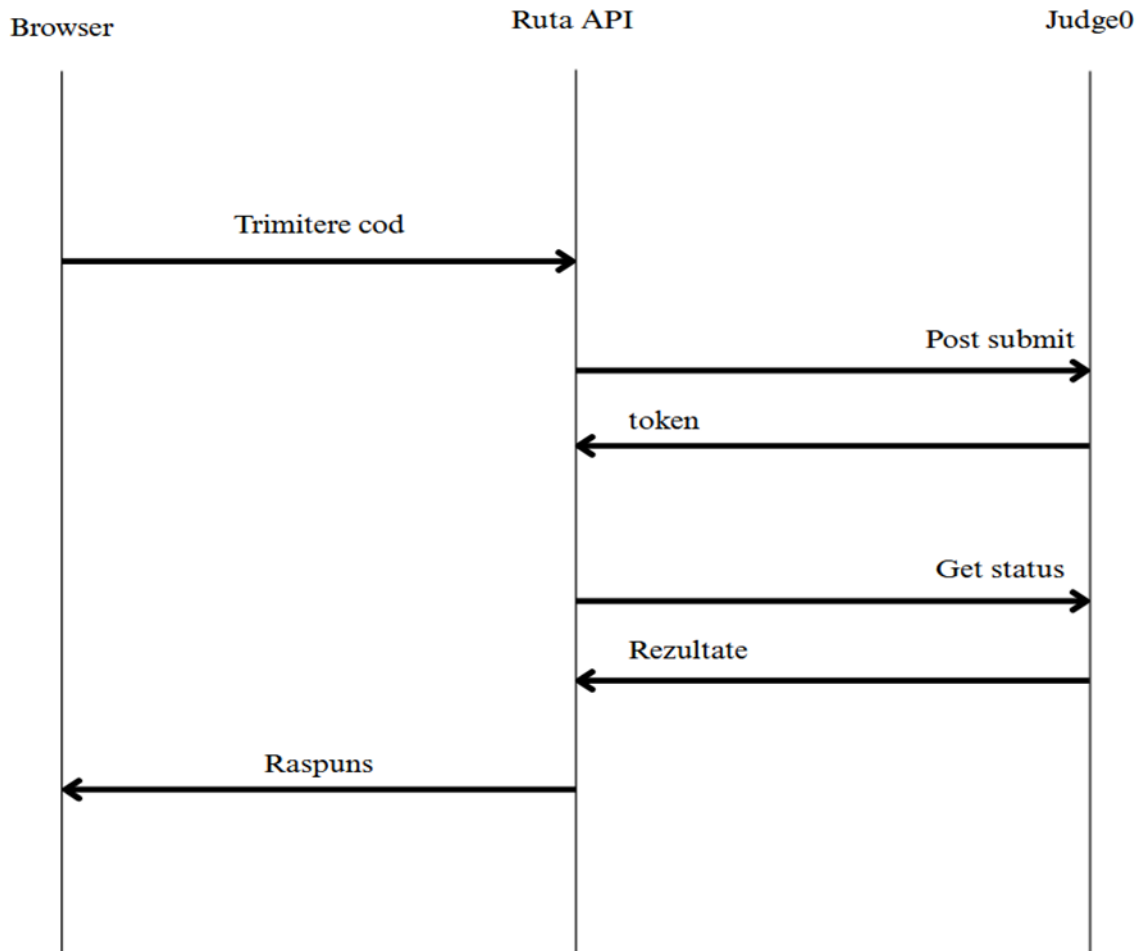 Browser
Ruta API
Judge0
Trimitere cod
Post submit
token
Get status
Rezultate
Raspuns